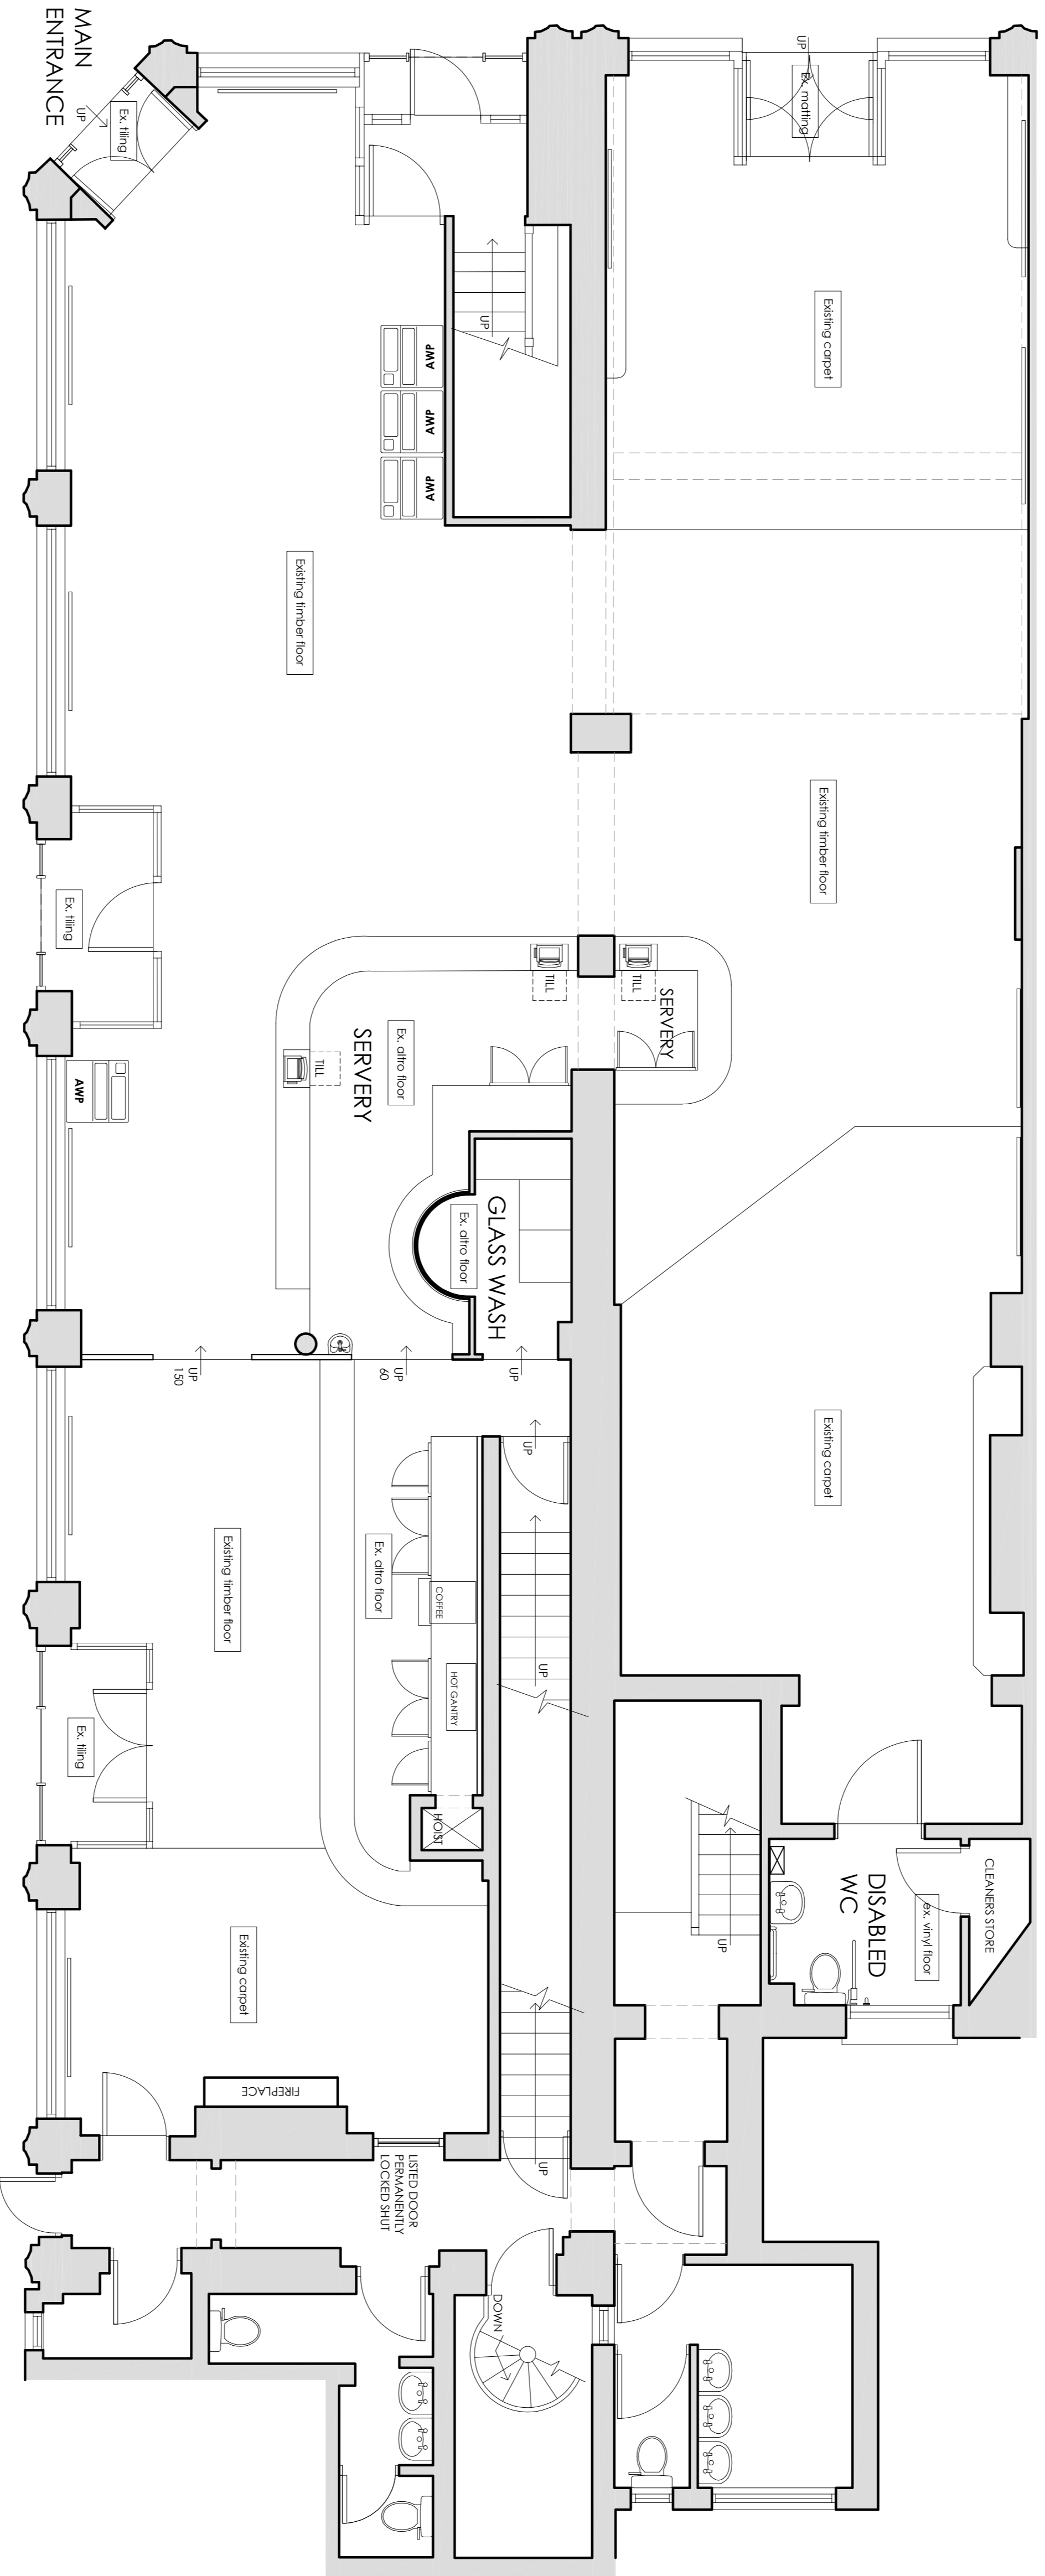 MAIN
ENTRANCE
UP
Ex. tiling
UP
Ex. matting
Existing carpet
UP
AWP
AWP
AWP
Existing timber floor
Existing timber floor
Ex. tiling
TILL
TILL
SERVERY
SERVERY
Ex. altro floor
TILL
AWP
GLASS WASH
Ex. altro floor
UP
150
UP
60
UP
UP
Existing carpet
Existing timber floor
Ex. altro floor
COFFEE
HOT GANTRY
UP
Ex. tiling
HOIST
UP
DISABLED
WC
ex. vinyl floor
CLEANERS STORE
Existing carpet
FIREPLACE
LISTED DOOR
PERMANENTLY
LOCKED SHUT
UP
DOWN